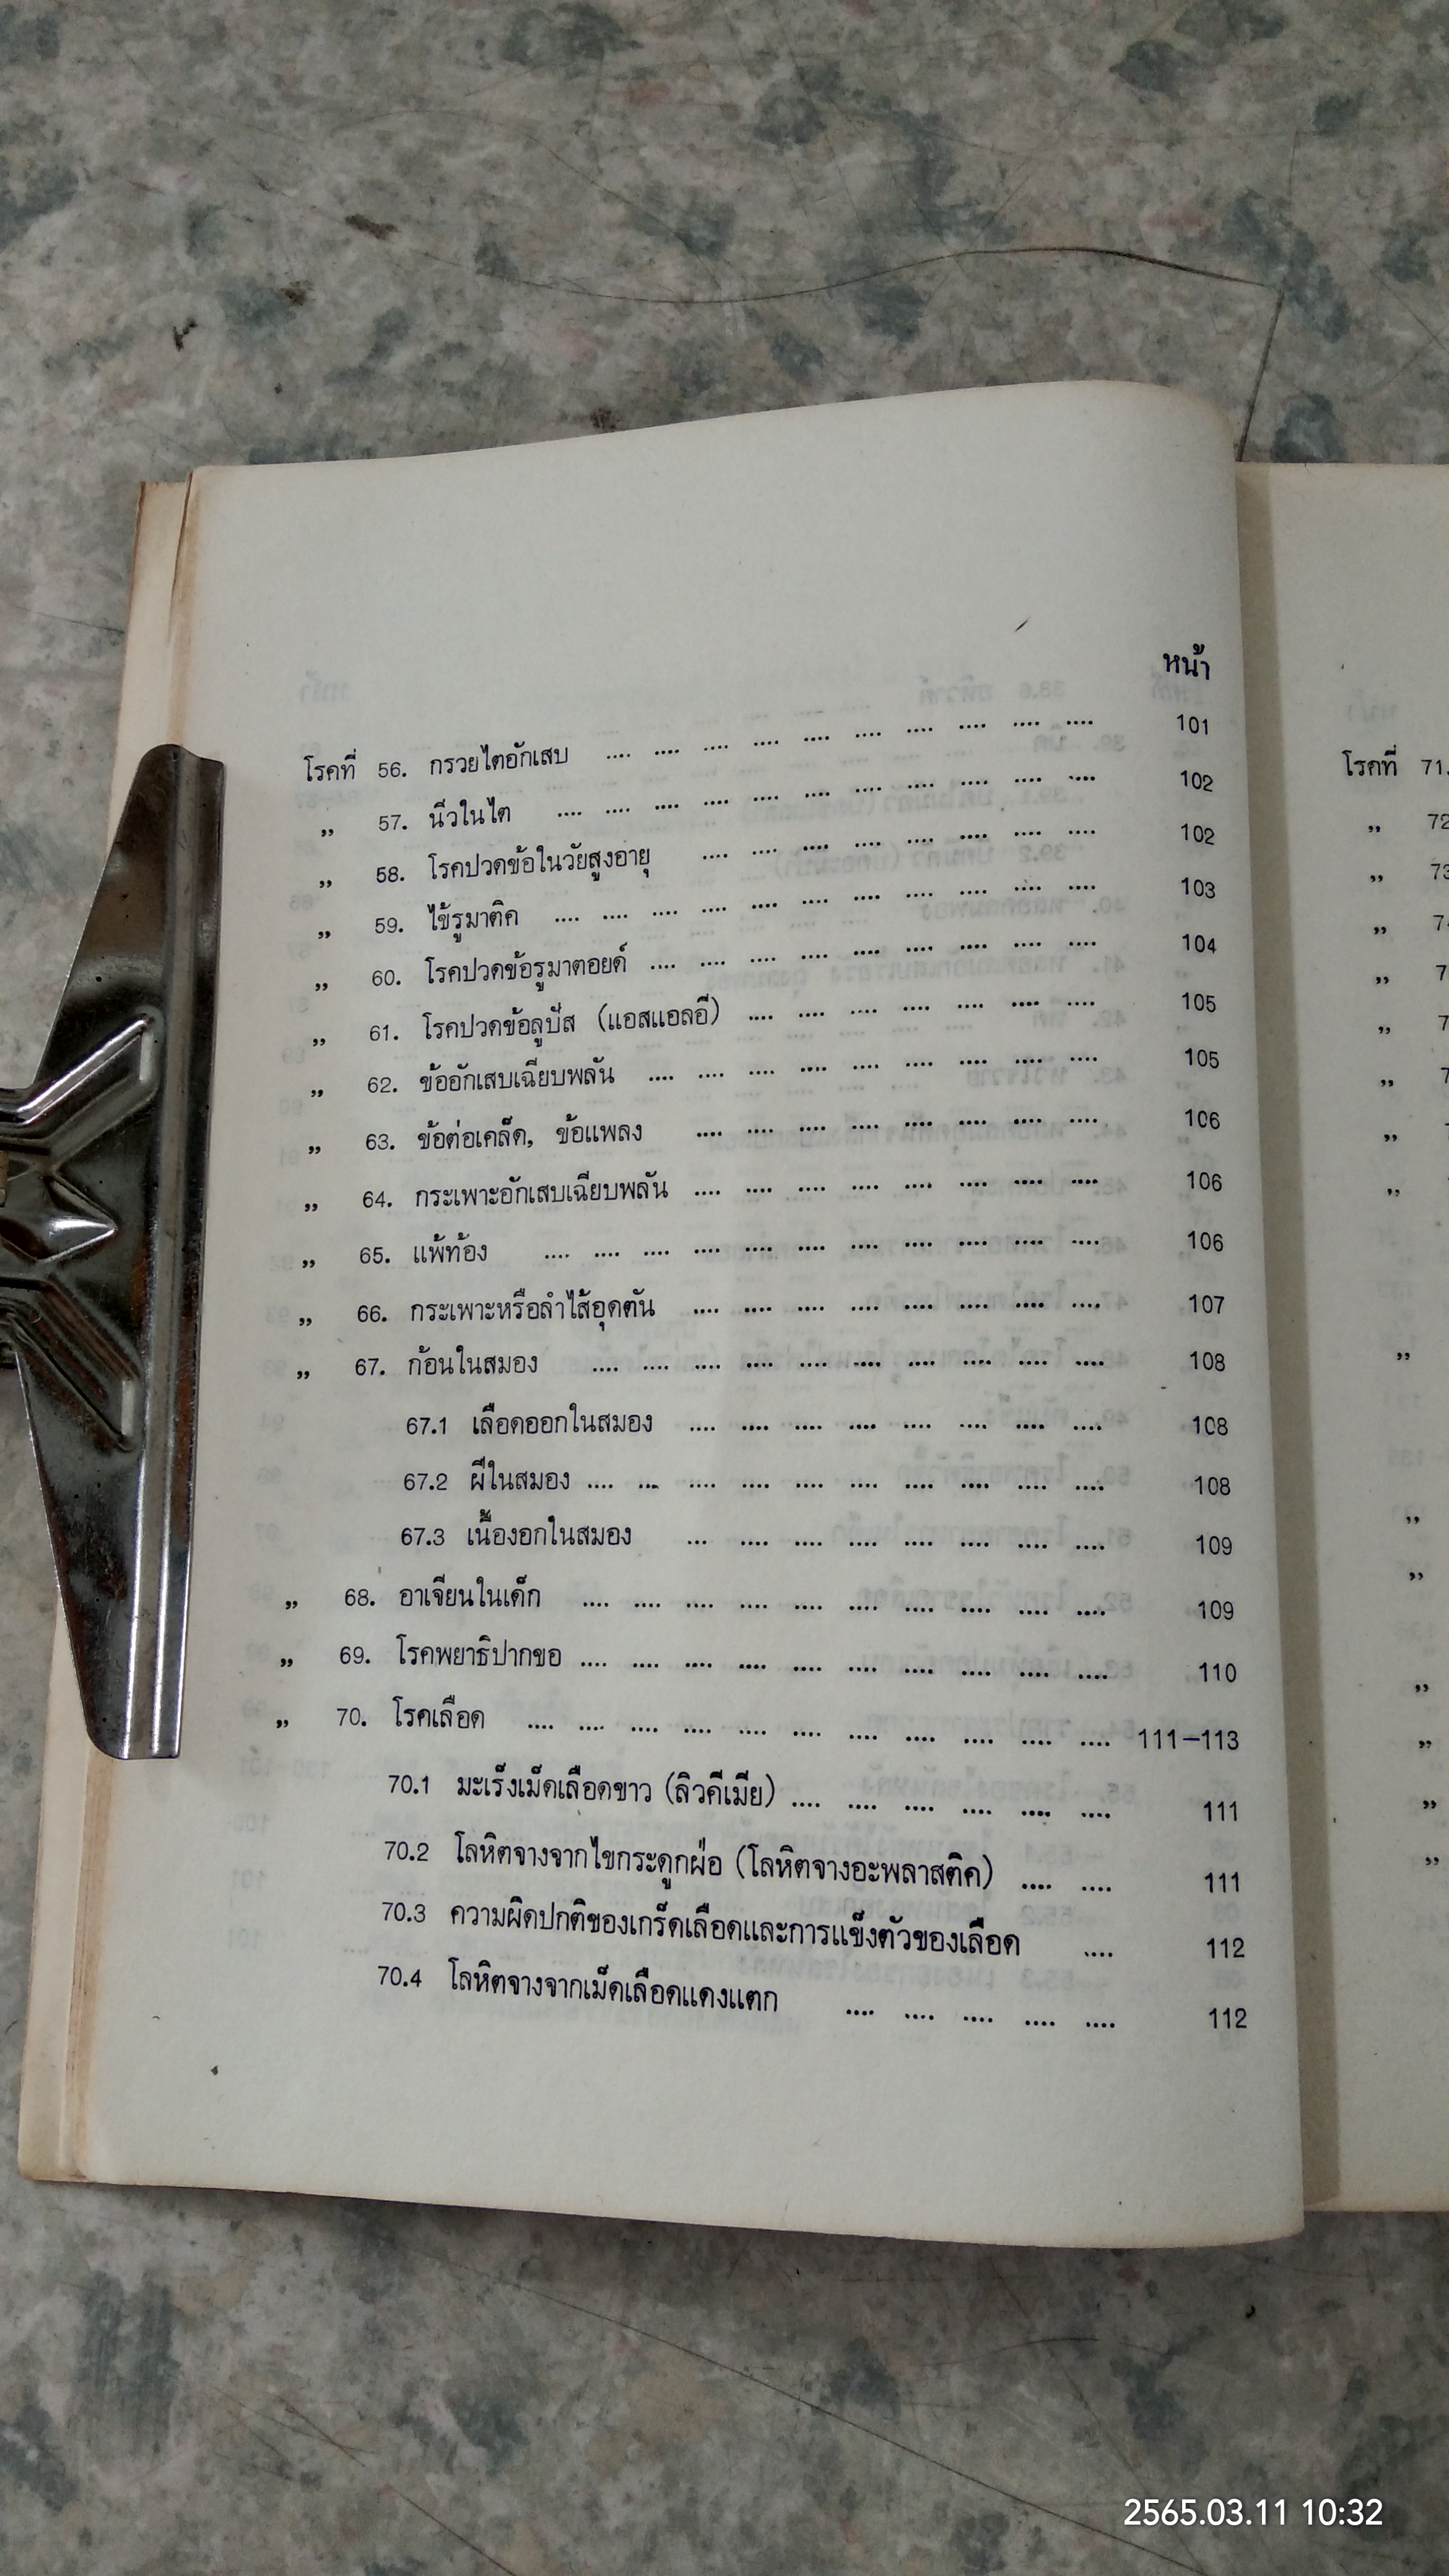 หน้า
โรคที่ 56. กรวยไตอักเสบ .... .... .... .... .... .... .... .... .... .... 101
,, 57. นิ่วในไต .... .... .... .... .... .... .... .... .... .... .... 102
,, 58. โรคปวดข้อในวัยสูงอายุ .... .... .... .... .... .... .... .... 102
,, 59. ไข้รูมาติค .... .... .... .... .... .... .... .... .... .... .... 103
,, 60. โรคปวดข้อรูมาตอยด์ .... .... .... .... .... .... .... .... .... 104
,, 61. โรคปวดข้อลูปัส (แอสแอลอี) .... .... .... .... .... .... .... 105
,, 62. ข้ออักเสบเฉียบพลัน .... .... .... .... .... .... .... .... .... 105
,, 63. ข้อต่อเคล็ด, ข้อแพลง .... .... .... .... .... .... .... .... 106
,, 64. กระเพาะอักเสบเฉียบพลัน .... .... .... .... .... .... .... .... 106
,, 65. แพ้ท้อง .... .... .... .... .... .... .... .... .... .... .... 106
,, 66. กระเพาะหรือลำไส้อุดตัน .... .... .... .... .... .... .... .... 107
,, 67. ก้อนในสมอง .... .... .... .... .... .... .... .... .... .... 108
67.1 เลือดออกในสมอง .... .... .... .... .... .... .... .... 108
67.2 ฝีในสมอง .... .... .... .... .... .... .... .... .... .... 108
67.3 เนื้องอกในสมอง ... .... .... .... .... .... .... .... 109
,, 68. อาเจียนในเด็ก .... .... .... .... .... .... .... .... .... .... 109
,, 69. โรคพยาธิปากขอ .... .... .... .... .... .... .... .... .... .... 110
,, 70. โรคเลือด .... .... .... .... .... .... .... .... .... .... .... 111–113
70.1 มะเร็งเม็ดเลือดขาว (ลิวคีเมีย) .... .... .... .... .... .... 111
70.2 โลหิตจางจากไขกระดูกฝ่อ (โลหิตจางอะพลาสติค) .... .... 111
70.3 ความผิดปกติของเกร็ดเลือดและการแข็งตัวของเลือด .... 112
70.4 โลหิตจางจากเม็ดเลือดแดงแตก .... .... .... .... .... 112
โรคที่ 71.
,, 72
,, 73
2565.03.11 10:32